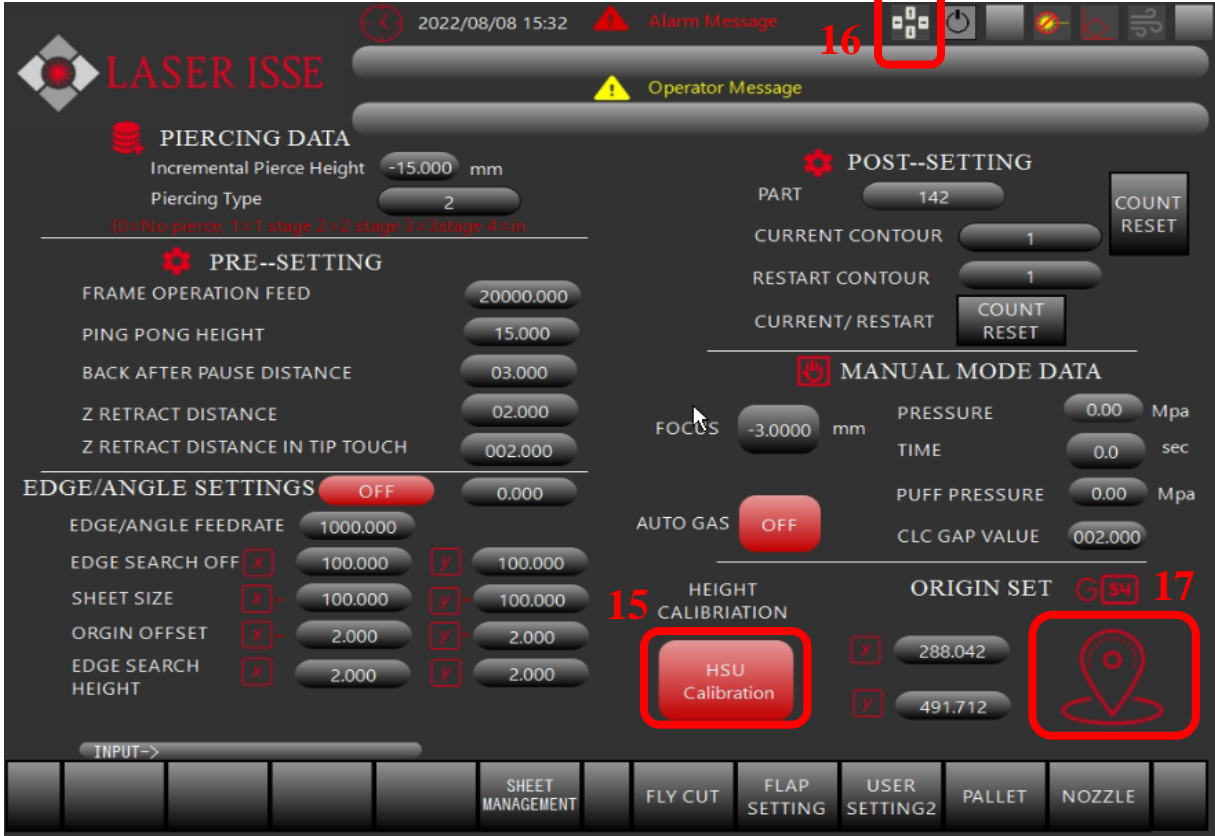 2022/08/08 15:32
Alarm Message
16
LASER ISSE
Operator Message
PIERCING DATA
Incremental Pierce Height -15.000 mm
Piercing Type 2
(0=No pierce, 1=1 stage 2=2 stage 3=3stage 4=in
PRE--SETTING
FRAME OPERATION FEED 20000.000
PING PONG HEIGHT 15.000
BACK AFTER PAUSE DISTANCE 03.000
Z RETRACT DISTANCE 02.000
Z RETRACT DISTANCE IN TIP TOUCH 002.000
EDGE/ANGLE SETTINGS OFF 0.000
EDGE/ANGLE FEEDRATE 1000.000
EDGE SEARCH OFF x 100.000 y 100.000
SHEET SIZE x - 100.000 y - 100.000
ORGIN OFFSET x - 2.000 y - 2.000
EDGE SEARCH
HEIGHT x 2.000 y 2.000
POST--SETTING
PART 142
COUNT
RESET
CURRENT CONTOUR 1
RESTART CONTOUR 1
CURRENT/ RESTART
COUNT
RESET
MANUAL MODE DATA
FOCUS -3.0000 mm
PRESSURE 0.00 Mpa
TIME 0.0 sec
AUTO GAS OFF
PUFF PRESSURE 0.00 Mpa
CLC GAP VALUE 002.000
15
HEIGHT
CALIBRIATION
HSU
Calibration
ORIGIN SET G54 17
x 288.042
y 491.712
INPUT->
SHEET
MANAGEMENT
FLY CUT
FLAP
SETTING
USER
SETTING2
PALLET
NOZZLE